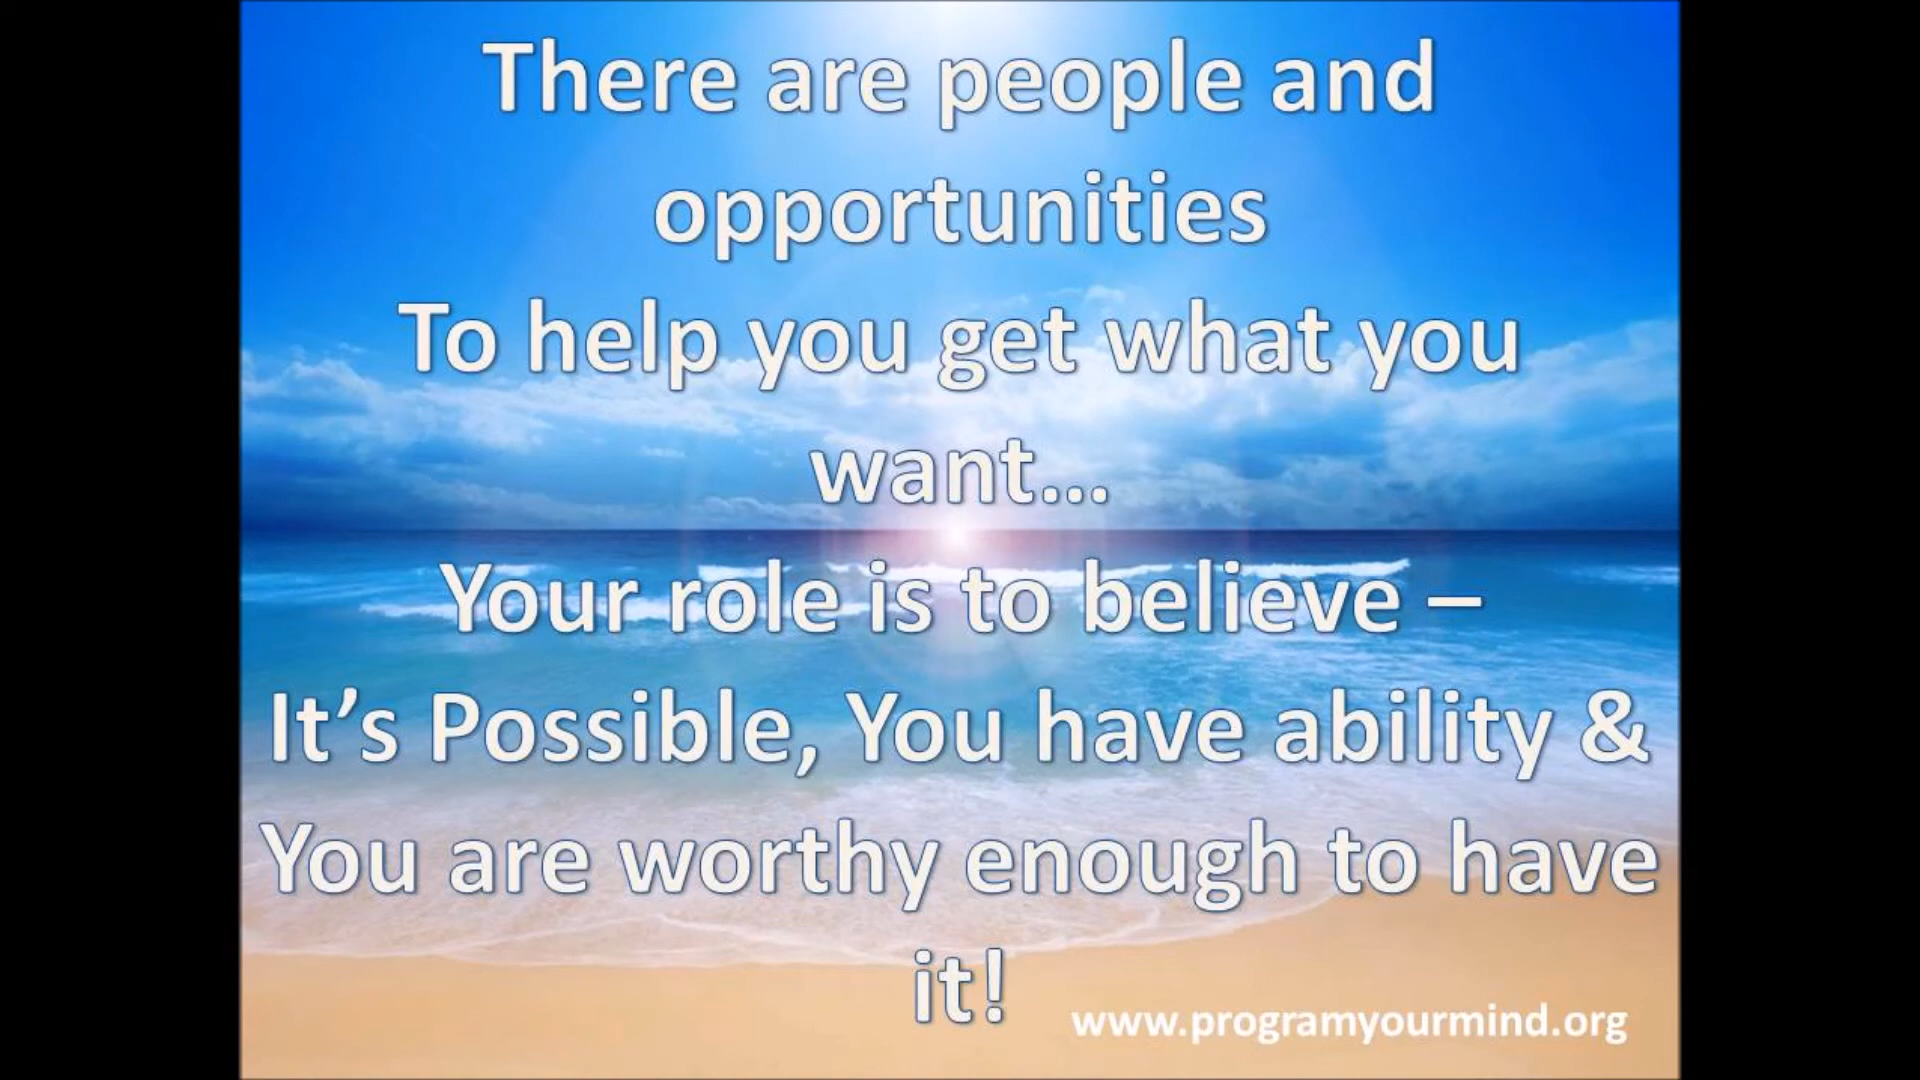 There are people and
opportunities
To help you get what you
want...
Your role is to believe –
It’s Possible, You have ability &
You are worthy enough to have
it!
www.programyourmind.org